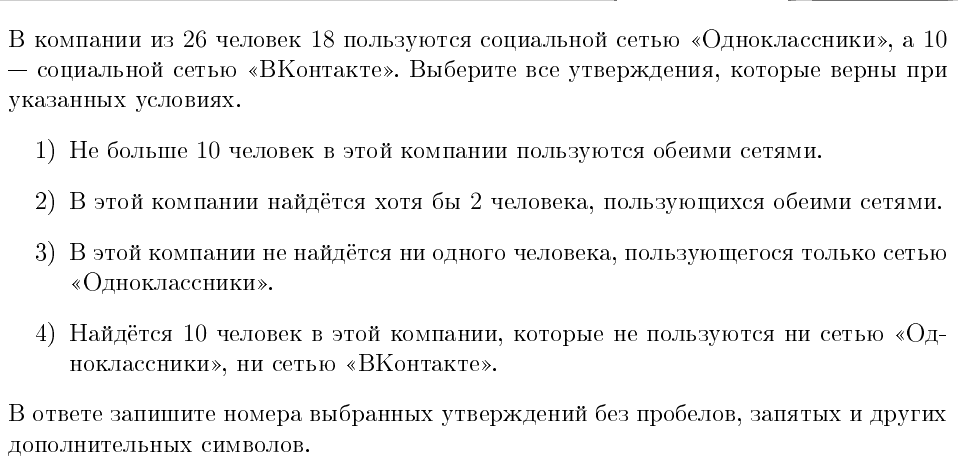 В компании из 26 человек 18 пользуются социальной сетью «Одноклассники», а 10
— социальной сетью «ВКонтакте». Выберите все утверждения, которые верны при
указанных условиях.
1) Не больше 10 человек в этой компании пользуются обеими сетями.
2) В этой компании найдётся хотя бы 2 человека, пользующихся обеими сетями.
3) В этой компании не найдётся ни одного человека, пользующегося только сетью
«Одноклассники».
4) Найдётся 10 человек в этой компании, которые не пользуются ни сетью «Од-
ноклассники», ни сетью «ВКонтакте».
В ответе запишите номера выбранных утверждений без пробелов, запятых и других
дополнительных символов.